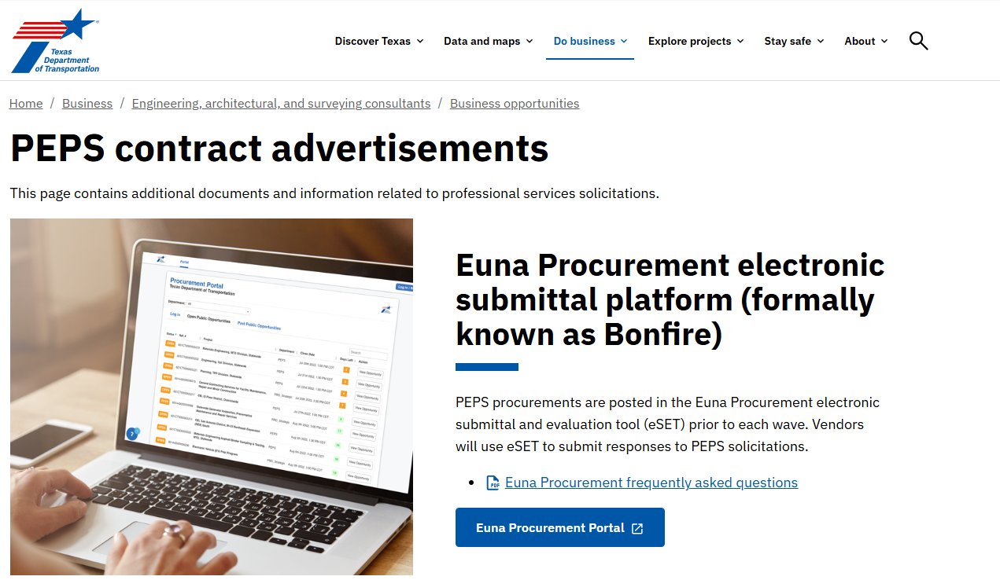 Texas
Department
of Transportation
Discover Texas
Data and maps
Do business
Explore projects
Stay safe
About
Home / Business / Engineering, architectural, and surveying consultants / Business opportunities
PEPS contract advertisements
This page contains additional documents and information related to professional services solicitations.
Portal
Procurement Portal
Texas Department of Transportation
Department: All
Log in
Open Public Opportunities
Past Public Opportunities
Euna Procurement electronic
submittal platform (formally
known as Bonfire)
PEPS procurements are posted in the Euna Procurement electronic
submittal and evaluation tool (eSET) prior to each wave. Vendors
will use eSET to submit responses to PEPS solicitations.
PDF Euna Procurement frequently asked questions
Euna Procurement Portal